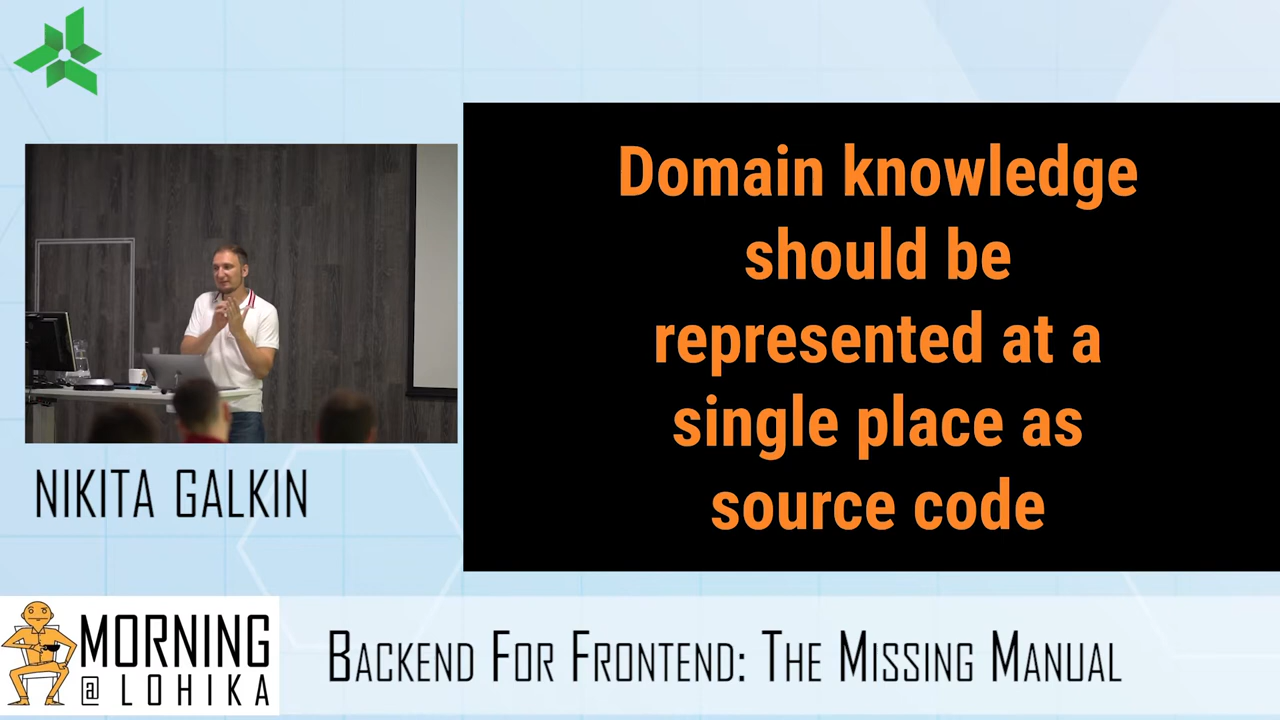 Domain knowledge
should be
represented at a
single place as
source code
NIKITA GALKIN
MORNING
@ LOHIKA
BACKEND FOR FRONTEND: THE MISSING MANUAL